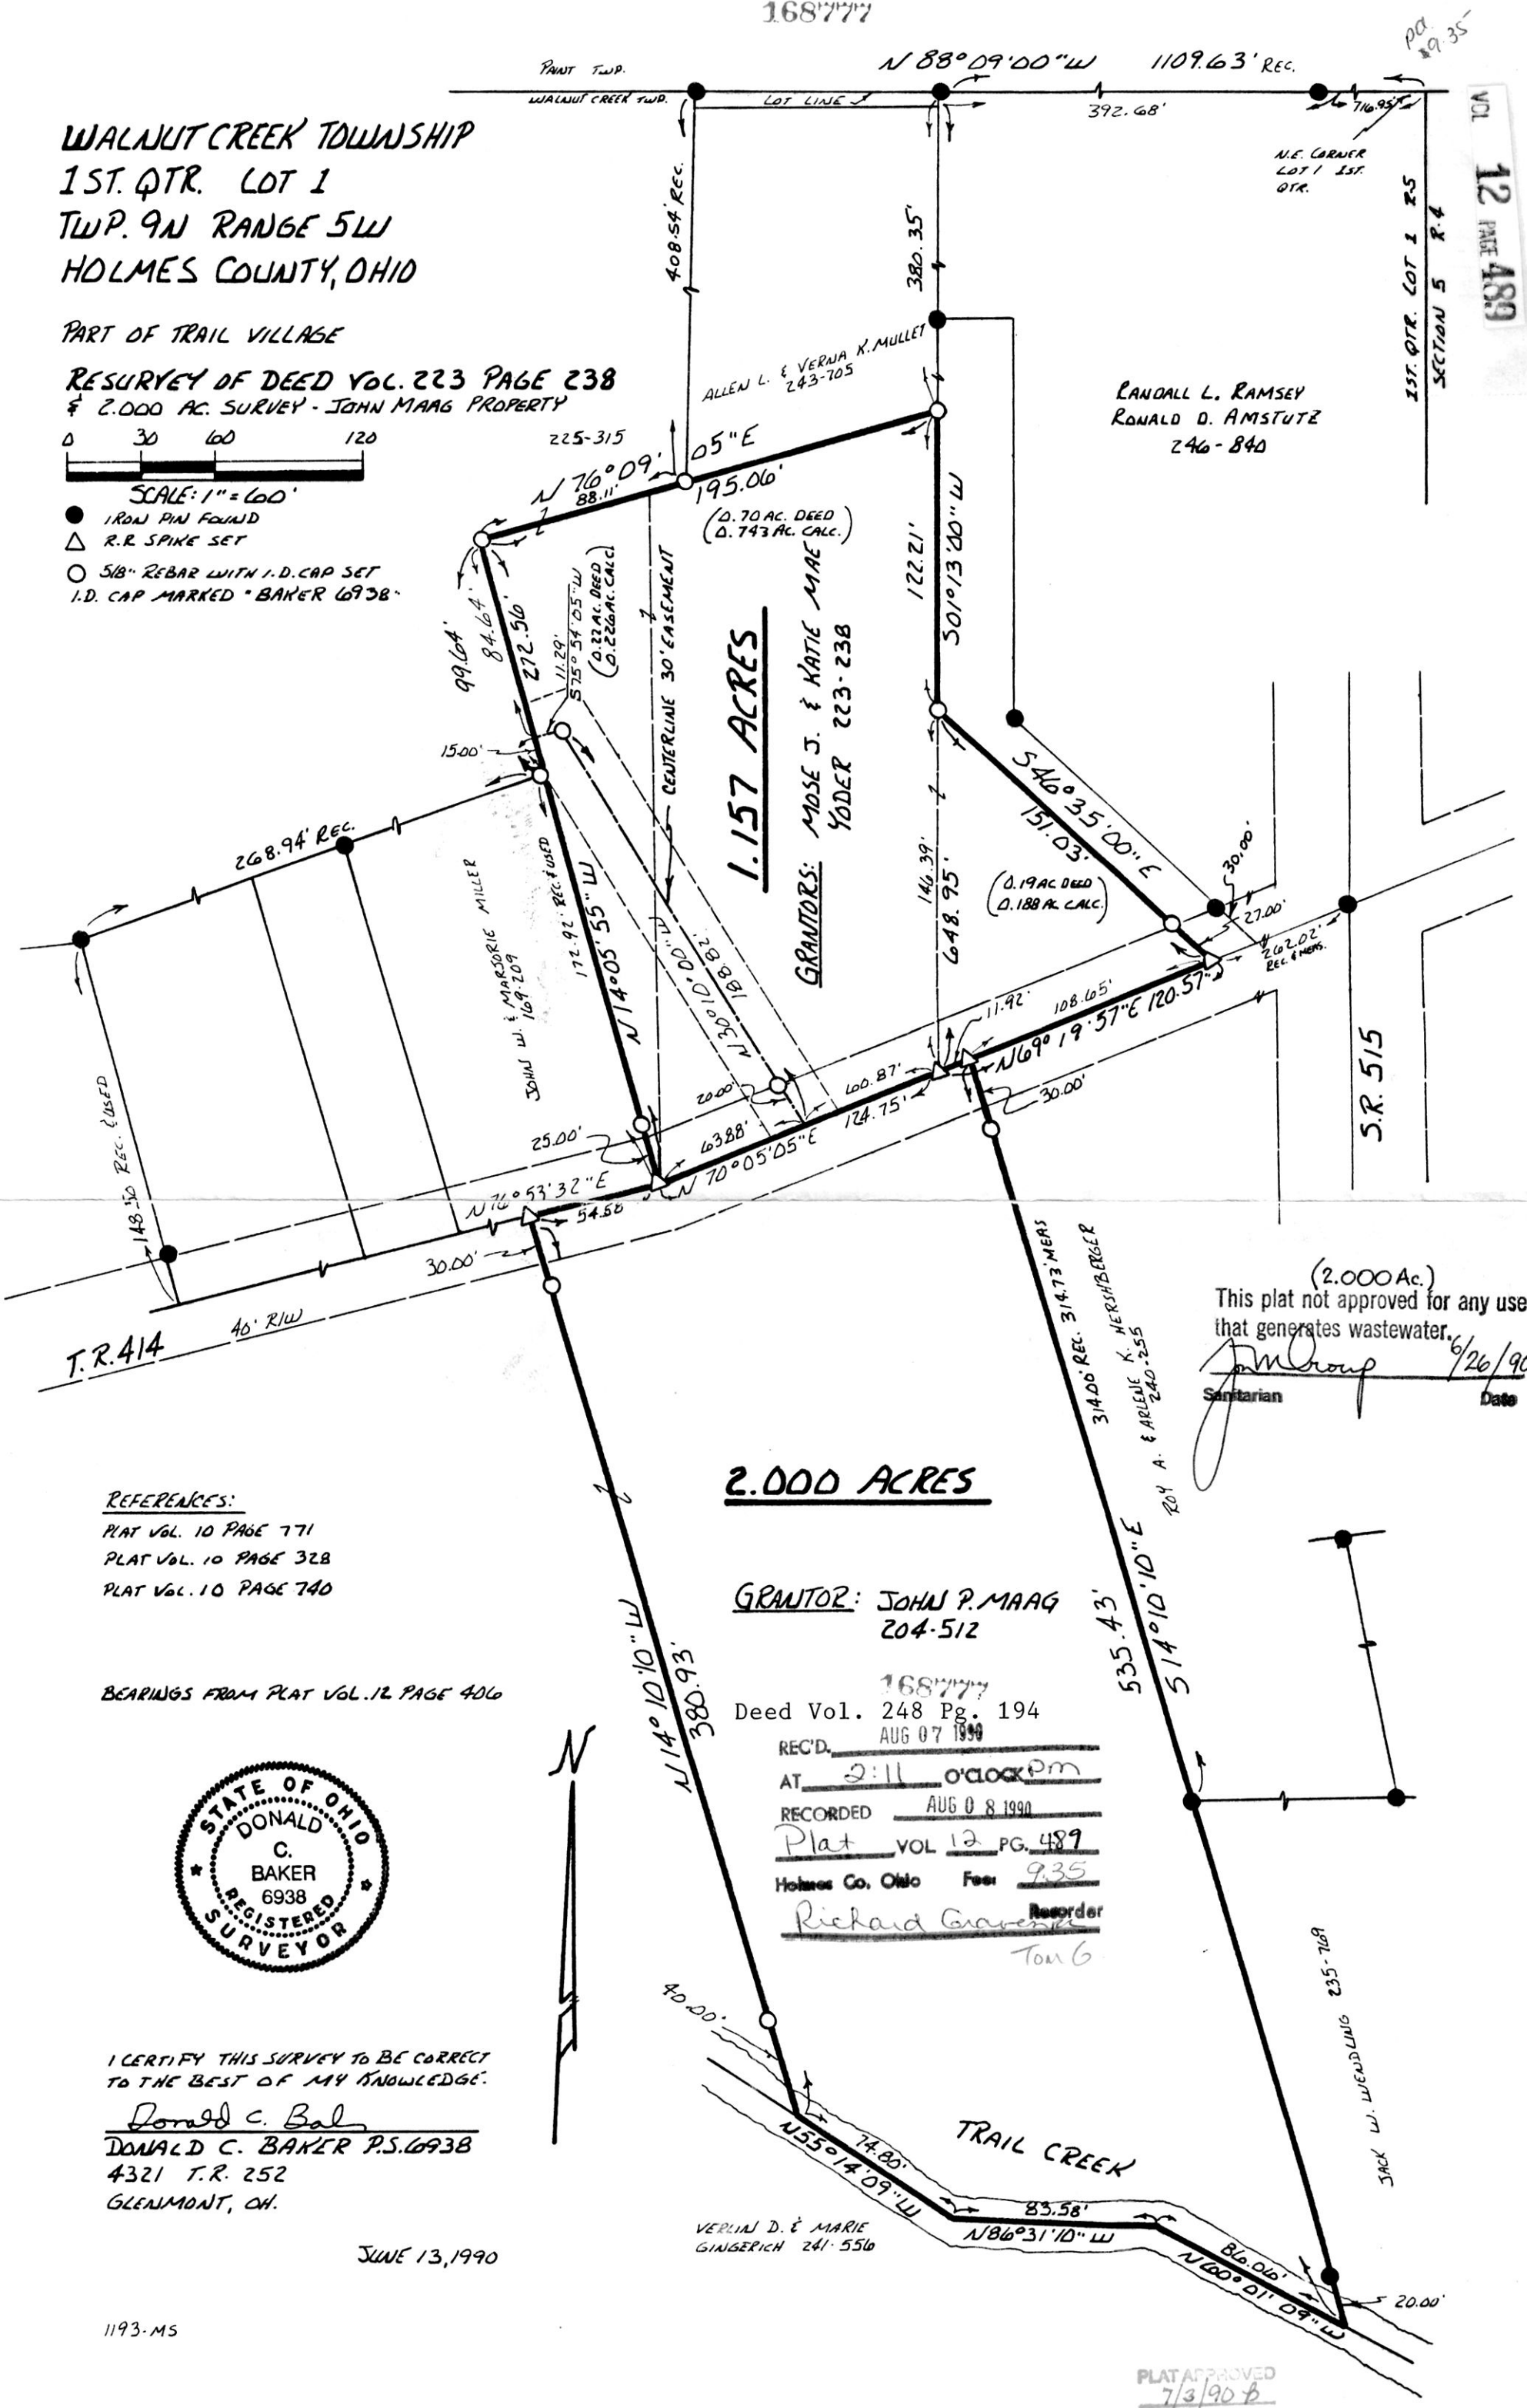 168777
pd.
9.35
PAINT TWP.
WALNUT CREEK TWP.
LOT LINE
N 88°09'00"W 1109.63' REC.
392.68'
716.95'
N.E. CORNER
LOT 1 1ST.
QTR.
VOL 12 PAGE 489
1ST. QTR. LOT 1 R5
SECTION 5 R.4
WALNUT CREEK TOWNSHIP
1ST. QTR. LOT 1
TWP. 9N RANGE 5W
HOLMES COUNTY, OHIO
PART OF TRAIL VILLAGE
RESURVEY OF DEED VOL. 223 PAGE 238
& 2.000 AC. SURVEY - JOHN MAAG PROPERTY
0 30 60 120
SCALE: 1" = 60'
IRON PIN FOUND
R.R SPIKE SET
5/8" REBAR WITH I.D. CAP SET
I.D. CAP MARKED "BAKER 6938"
408.54' REC.
380.35'
ALLEN L. & VERNA K. MULLET
243-705
RANDALL L. RAMSEY
RONALD D. AMSTUTZ
246-840
225-315
N 76°09'05"E
88.11'
195.06'
(0.70 AC. DEED
0.743 AC. CALC.)
99.64'
84.64'
272.56'
11.29'
S75°54'05"W
(0.22 AC. DEED
0.226 AC. CALC.)
CENTERLINE 30' EASEMENT
1.157 ACRES
GRANTORS: MOSE J. & KATIE MAE
YODER 223-238
122.21'
S01°13'00"W
15.00'
268.94' REC.
JOHN W. & MARJORIE MILLER
169-209
172.92' REC. & USED
N14°05'55"W
N30°10'00"W
188.82'
146.39'
648.95'
S46°35'00"E
151.03'
(0.19 AC DEED
0.188 AC CALC.)
30.00'
27.00'
262.02'
REC. & MEAS.
11.92'
108.65'
N69°19'57"E 120.57'
S.R. 515
148.50 REC. & USED
20.00'
60.87'
124.75'
30.00'
25.00'
63.88'
N 70°05'05"E
N76°53'32"E
54.58'
30.00'
40' R/W
T.R. 414
314.00' REC. 314.73' MEAS
ROY A. & ARLENE K. HERSHBERGER
240-255
(2.000 Ac.)
This plat not approved for any use
that generates wastewater.
6/26/90
Sanitarian Date
2.000 ACRES
REFERENCES:
PLAT VOL. 10 PAGE 771
PLAT VOL. 10 PAGE 328
PLAT VOL. 10 PAGE 740
GRANTOR: JOHN P. MAAG
204-512
N14°10'10"W
380.93'
535.43'
S14°10'10"E
BEARINGS FROM PLAT VOL. 12 PAGE 406
168777
Deed Vol. 248 Pg. 194
REC'D. AUG 07 1990
AT 2:11 O'CLOCK Pm
RECORDED AUG 08 1990
Plat VOL 12 PG. 489
Holmes Co. Ohio Fee: 9.35
Richard Recorder
Tom G
N
STATE OF OHIO
DONALD
C.
BAKER
6938
REGISTERED
SURVEYOR
I CERTIFY THIS SURVEY TO BE CORRECT
TO THE BEST OF MY KNOWLEDGE.
Donald C. Baker
DONALD C. BAKER P.S. 6938
4321 T.R. 252
GLENMONT, OH.
JUNE 13, 1990
40.00'
JACK W. WENDLING 235-769
TRAIL CREEK
74.80'
N55°14'09"W
83.58'
N86°31'10"W
86.06'
N60°01'09"W
20.00'
VERLIN D. & MARIE
GINGERICH 241-556
1193-MS
PLAT APPROVED
7/3/90